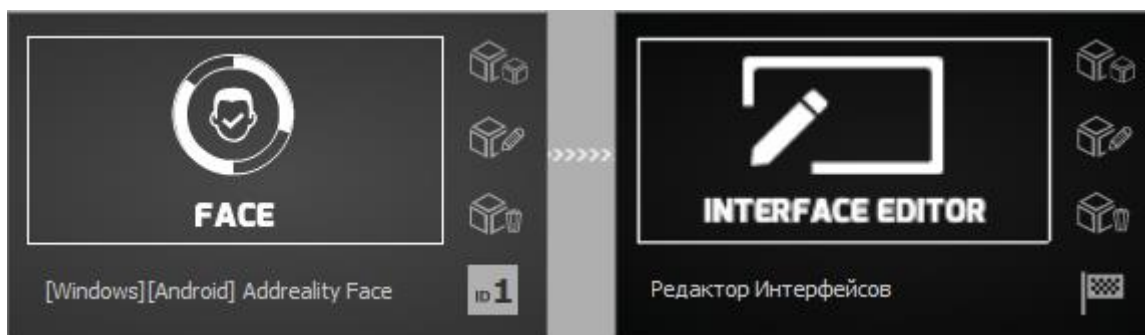 FACE
[Windows][Android] Addreality Face
ID 1
INTERFACE EDITOR
Редактор Интерфейсов